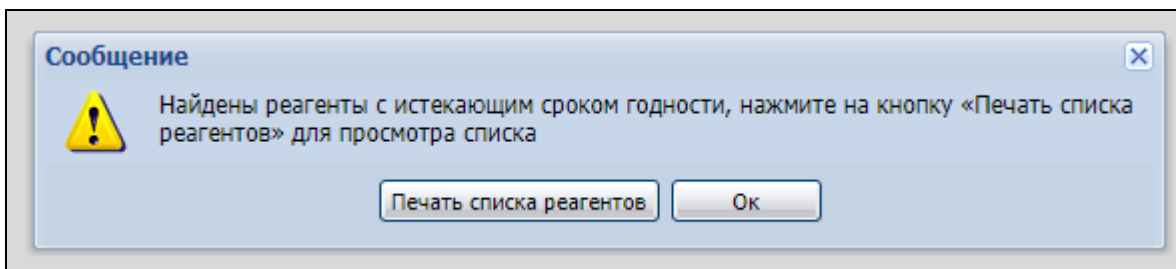 Сообщение
Найдены реагенты с истекающим сроком годности, нажмите на кнопку «Печать списка
реагентов» для просмотра списка
Печать списка реагентов
Ок